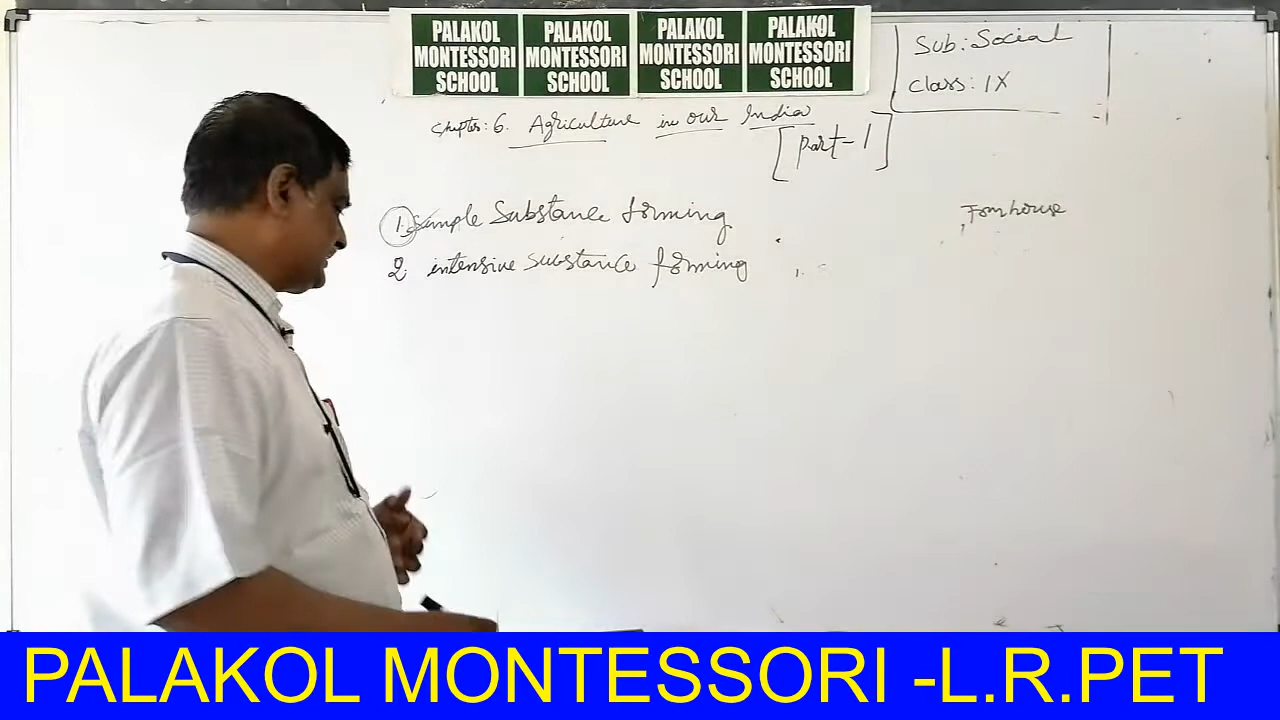 PALAKOL MONTESSORI SCHOOL
PALAKOL MONTESSORI SCHOOL
PALAKOL MONTESSORI SCHOOL
PALAKOL MONTESSORI SCHOOL
Sub: Social
Class: IX
Chapter: 6. Agriculture in our India
[Part-1]
1. Simple Substance forming
Formhouse
2 intensive substance forming
PALAKOL MONTESSORI -L.R.PET